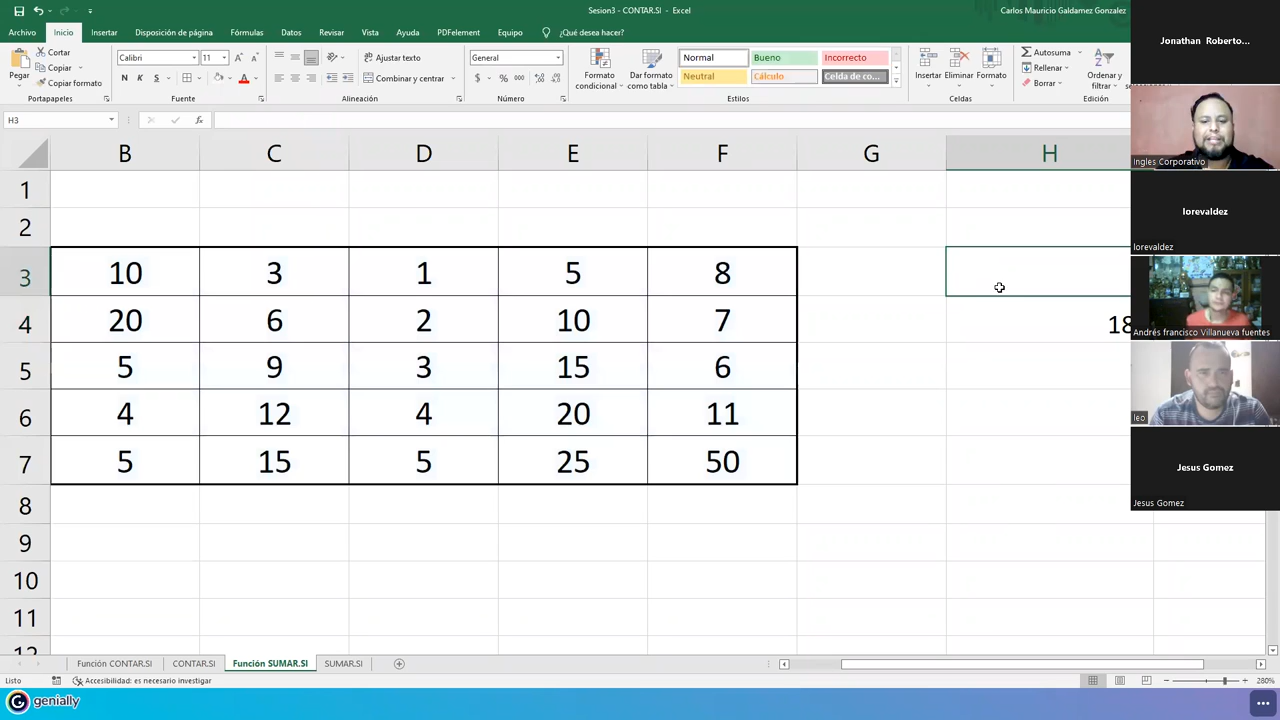 Sesion3 - CONTAR.SI - Excel
Carlos Mauricio Galdamez Gonzalez
Archivo Inicio Insertar Disposición de página Fórmulas Datos Revisar Vista Ayuda PDFelement Equipo ¿Qué desea hacer?
Pegar
Cortar
Copiar
Copiar formato
Portapapeles
Calibri 11
N K S
Fuente
Ajustar texto
Combinar y centrar
Alineación
General
$ % 000
Número
Formato condicional
Dar formato como tabla
Normal Bueno Incorrecto
Neutral Cálculo Celda de co...
Estilos
Insertar Eliminar Formato
Celdas
Autosuma
Rellenar
Borrar
Ordenar y filtrar
Edición
H3
fx
B C D E F G H
1
2
3 10 3 1 5 8
4 20 6 2 10 7 18
5 5 9 3 15 6
6 4 12 4 20 11
7 5 15 5 25 50
8
9
10
11
12
Función CONTAR.SI CONTAR.SI Función SUMAR.SI SUMAR.SI
Listo
Accesibilidad: es necesario investigar
280%
genially
Jonathan Roberto...
Ingles Corporativo
lorevaldez
lorevaldez
Andrés francisco Villanueva fuentes
leo
Jesus Gomez
Jesus Gomez